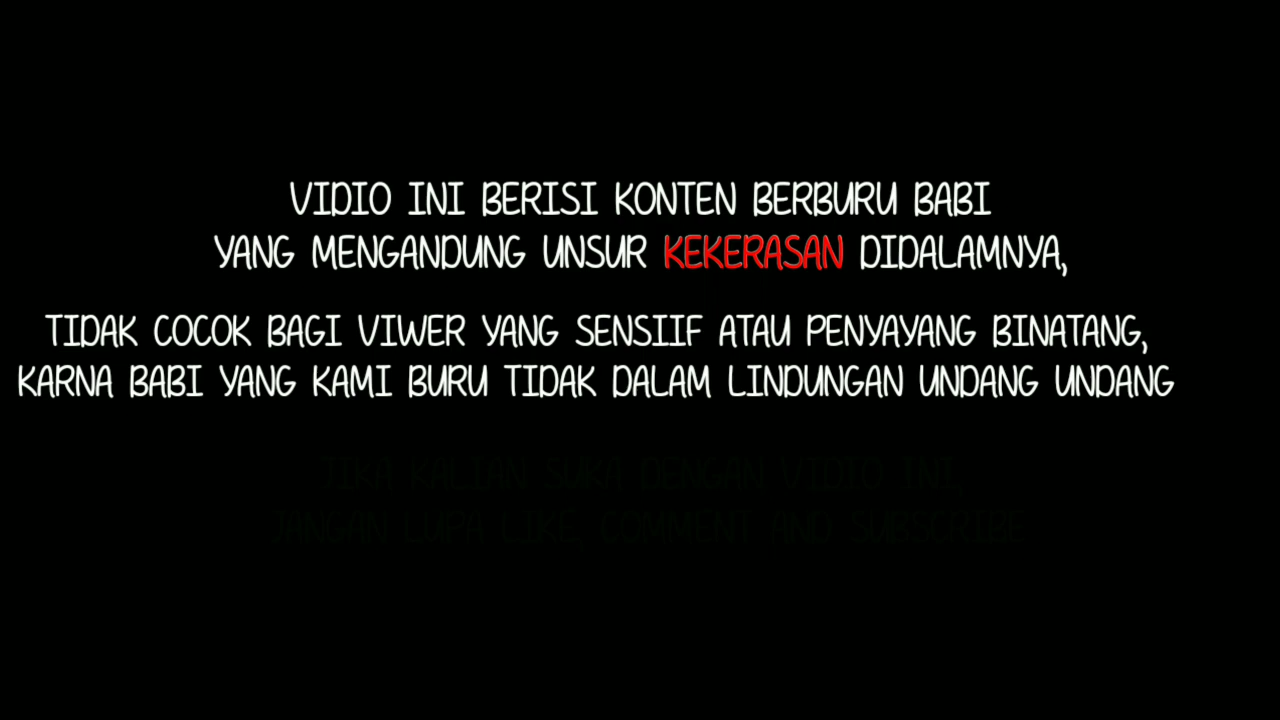 VIDIO INI BERISI KONTEN BERBURU BABI
YANG MENGANDUNG UNSUR KEKERASAN DIDALAMNYA,
TIDAK COCOK BAGI VIWER YANG SENSIIF ATAU PENYAYANG BINATANG,
KARNA BABI YANG KAMI BURU TIDAK DALAM LINDUNGAN UNDANG UNDANG
JIKA KALIAN SUKA DENGAN VIDIO INI,
JANGAN LUPA LIKE, COMMENT AND SUBSCRIBE